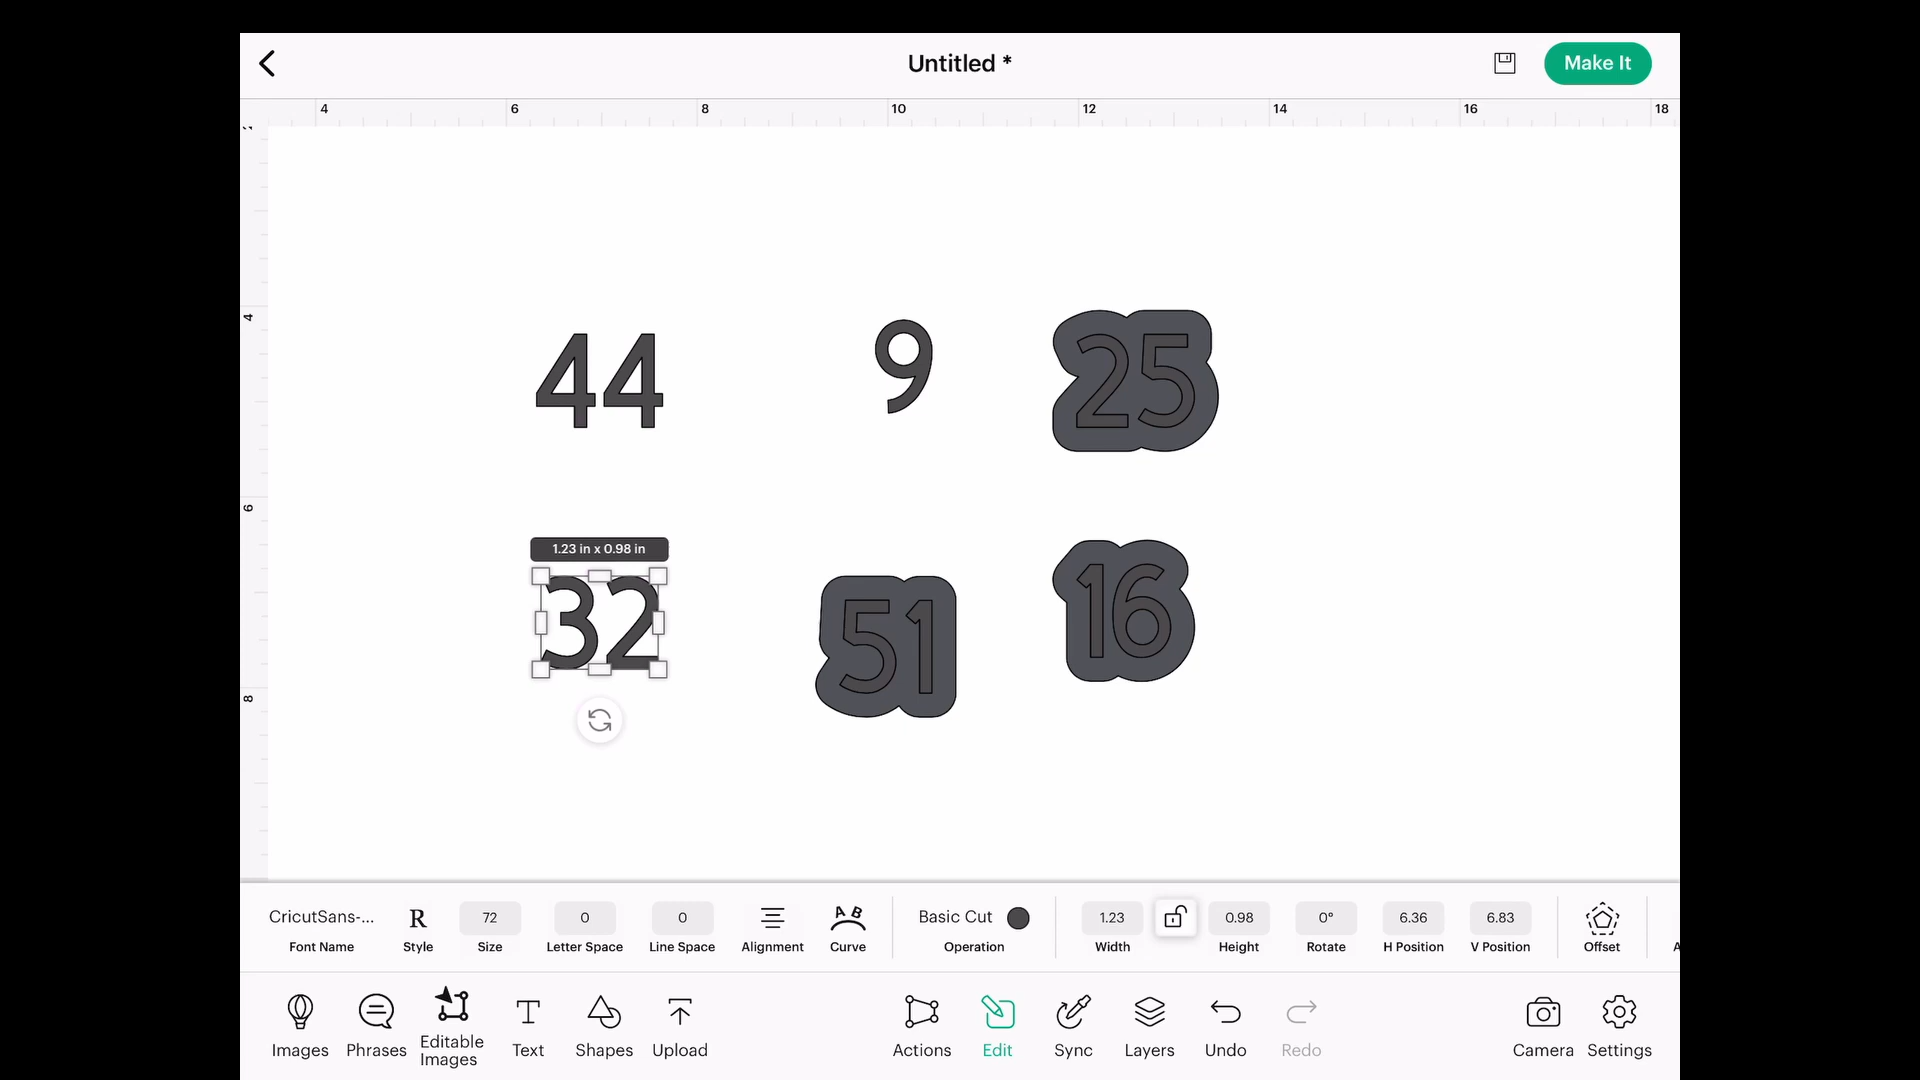 Untitled *
Make It
4 6 8 10 12 14 16 18
4
6
8
44 9 25
1.23 in x 0.98 in
32 51 16
CricutSans-... R 72 0 0 A B Basic Cut 1.23 0.98 0° 6.36 6.83
Font Name Style Size Letter Space Line Space Alignment Curve Operation Width Height Rotate H Position V Position Offset
Images Phrases Editable Images Text Shapes Upload Actions Edit Sync Layers Undo Redo Camera Settings